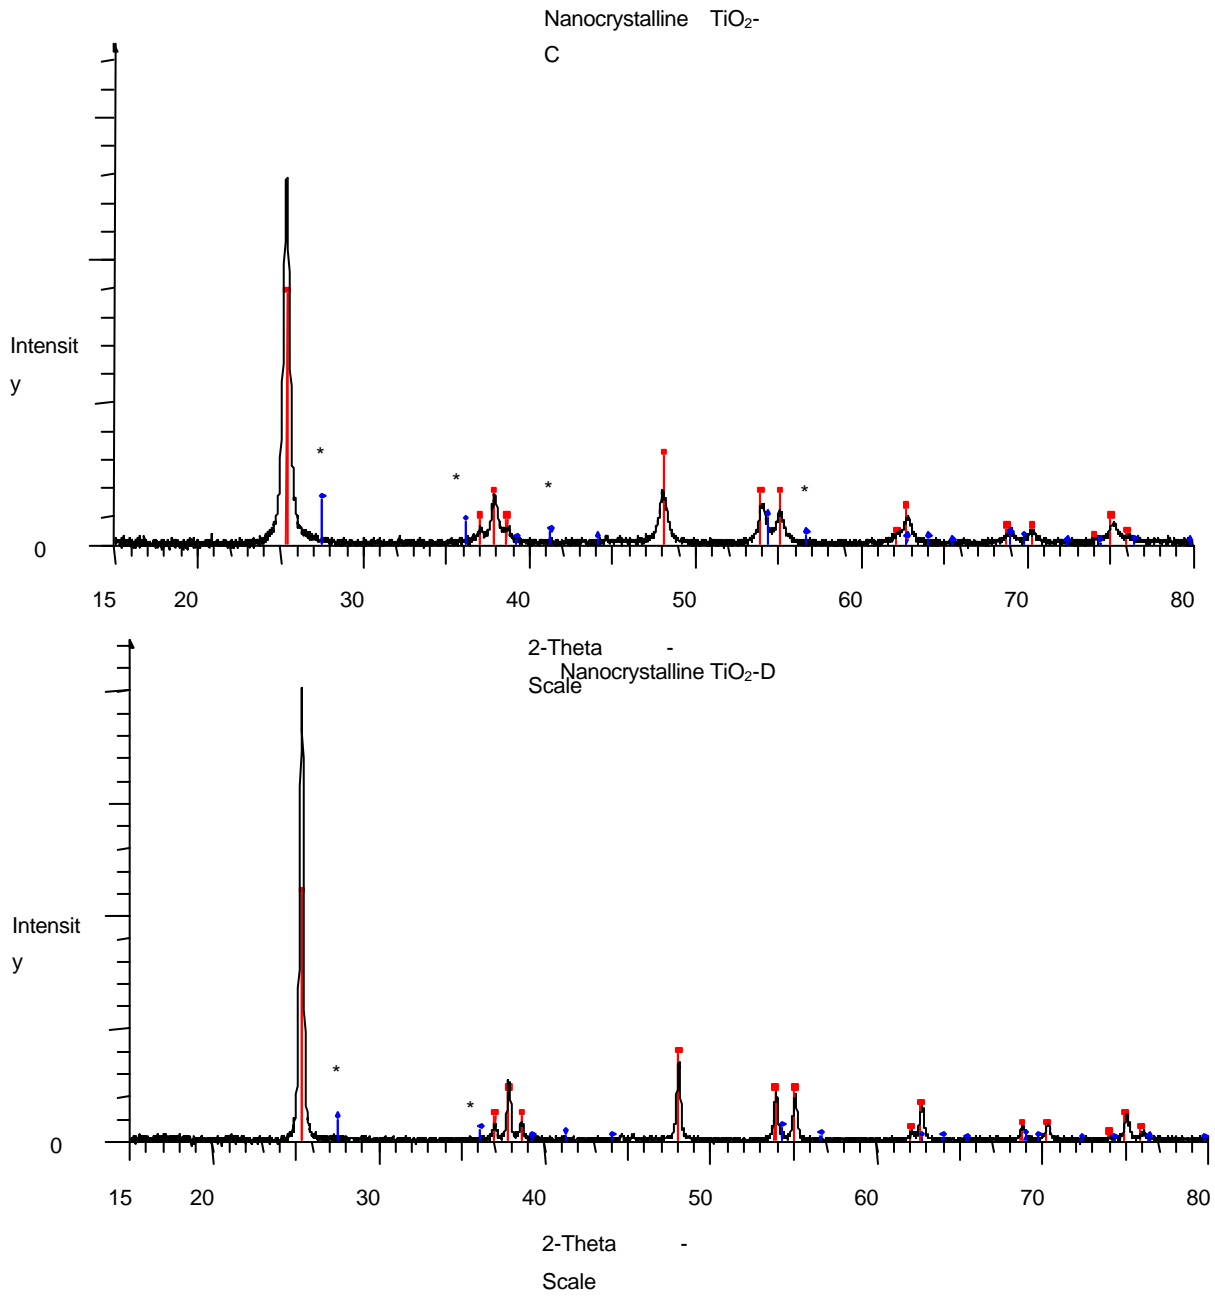 Nanocrystalline TiO₂-
C
*
*
*
*
Intensit
y
0
15 20 30 40 50 60 70 80
2-Theta -
Scale
Nanocrystalline TiO₂-D
*
*
Intensit
y
0
15 20 30 40 50 60 70 80
2-Theta -
Scale